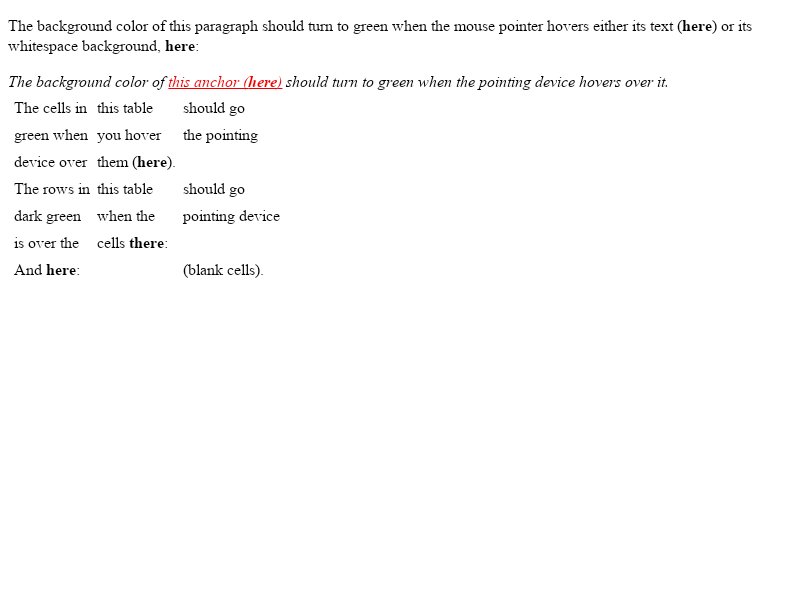 The background color of this paragraph should turn to green when the mouse pointer hovers either its text (here) or its
whitespace background, here:
The background color of this anchor (here) should turn to green when the pointing device hovers over it.
The cells in this table should go
green when you hover the pointing
device over them (here).
The rows in this table should go
dark green when the pointing device
is over the cells there:
And here: (blank cells).